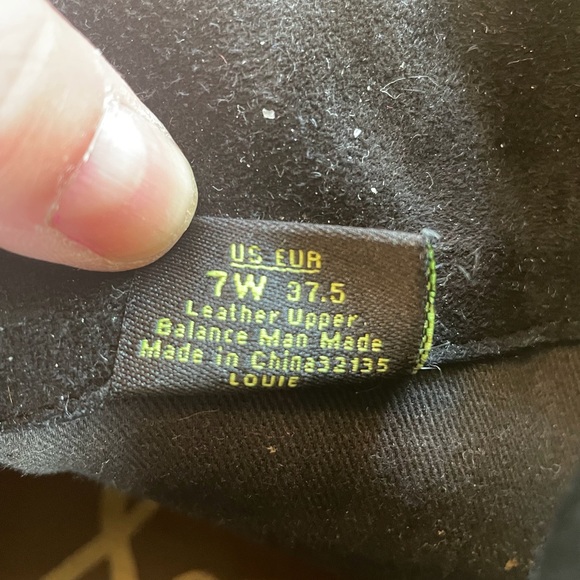 US EUR
7W 37.5
Leather Upper
Balance Man Made
Made in China32135
LOUIE